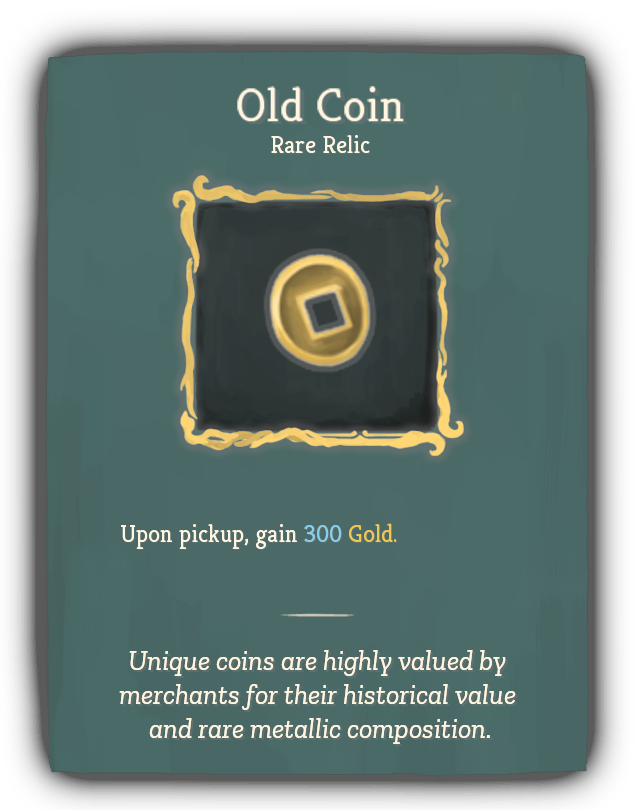 Old Coin
Rare Relic
Upon pickup, gain 300 Gold.
Unique coins are highly valued by
merchants for their historical value
and rare metallic composition.